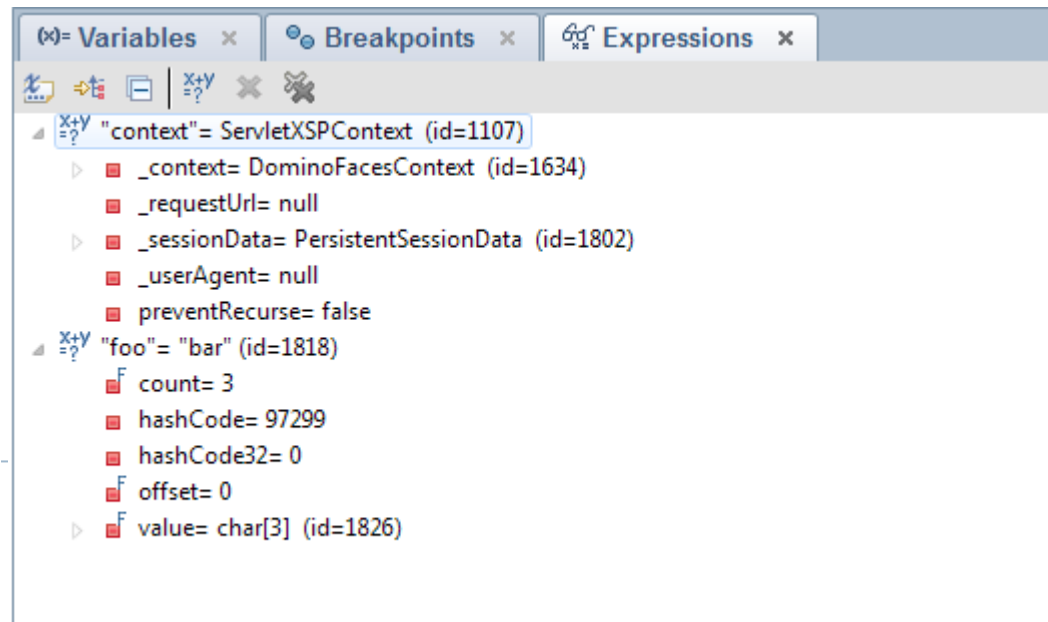 (x)= Variables Breakpoints Expressions
x+y =? "context"= ServletXSPContext (id=1107)
_context= DominoFacesContext (id=1634)
_requestUrl= null
_sessionData= PersistentSessionData (id=1802)
_userAgent= null
preventRecurse= false
x+y =? "foo"= "bar" (id=1818)
F count= 3
hashCode= 97299
hashCode32= 0
F offset= 0
F value= char[3] (id=1826)